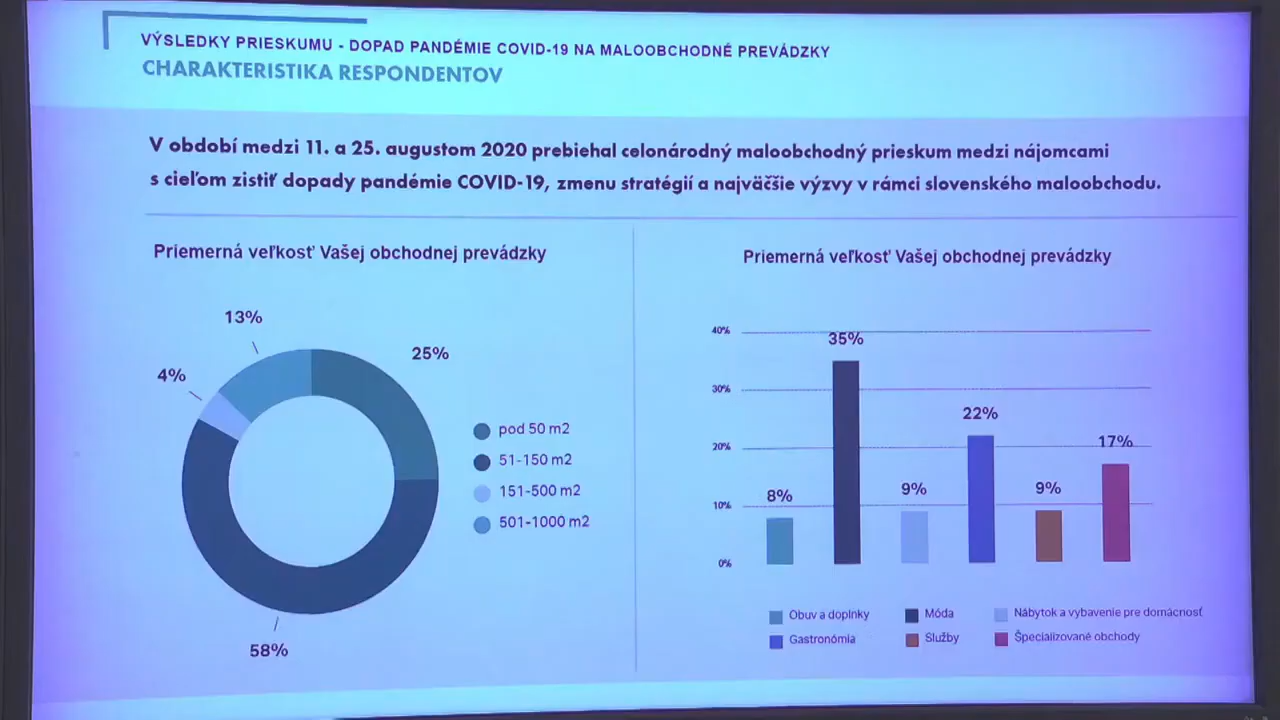 VÝSLEDKY PRIESKUMU - DOPAD PANDÉMIE COVID-19 NA MALOOBCHODNÉ PREVÁDZKY
CHARAKTERISTIKA RESPONDENTOV
V období medzi 11. a 25. augustom 2020 prebiehal celonárodný maloobchodný prieskum medzi nájomcami
s cieľom zistiť dopady pandémie COVID-19, zmenu stratégií a najväčšie výzvy v rámci slovenského maloobchodu.
Priemerná veľkosť Vašej obchodnej prevádzky
13%
25%
4%
58%
pod 50 m2
51-150 m2
151-500 m2
501-1000 m2
Priemerná veľkosť Vašej obchodnej prevádzky
40%
30%
20%
10%
0%
8%
35%
9%
22%
9%
17%
Obuv a doplnky
Móda
Nábytok a vybavenie pre domácnosť
Gastronómia
Služby
Špecializované obchody